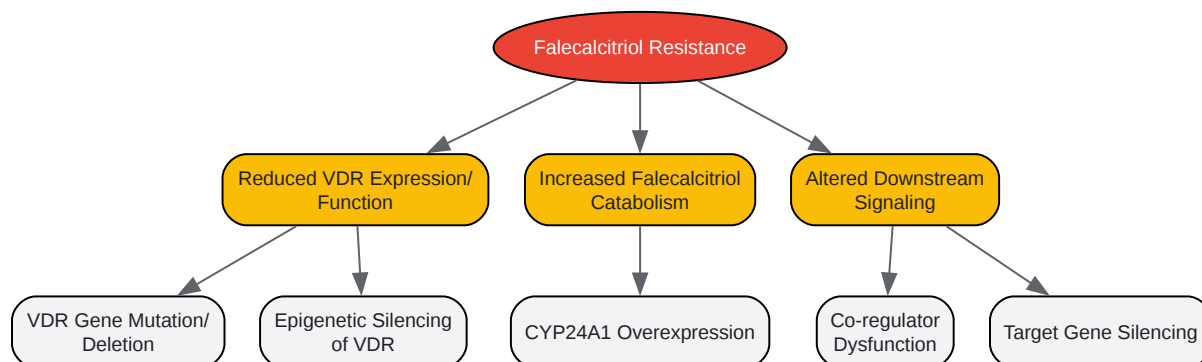 Falecalcitriol Resistance
Reduced VDR Expression/
Function
Increased Falecalcitriol
Catabolism
Altered Downstream
Signaling
VDR Gene Mutation/
Deletion
Epigenetic Silencing
of VDR
CYP24A1 Overexpression
Co-regulator
Dysfunction
Target Gene Silencing